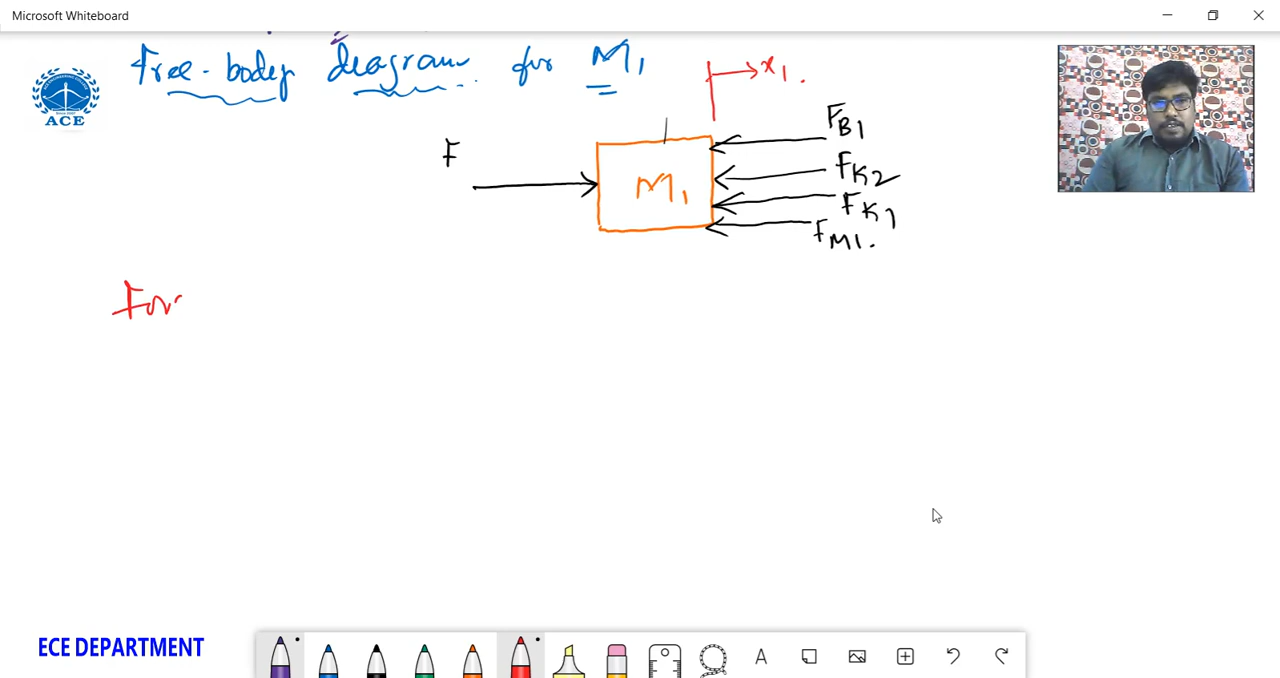 Microsoft Whiteboard
Free-body diagram for M1
x1.
F
M1
FB1
FK2
FK1
FM1.
ACE
For
ECE DEPARTMENT
A